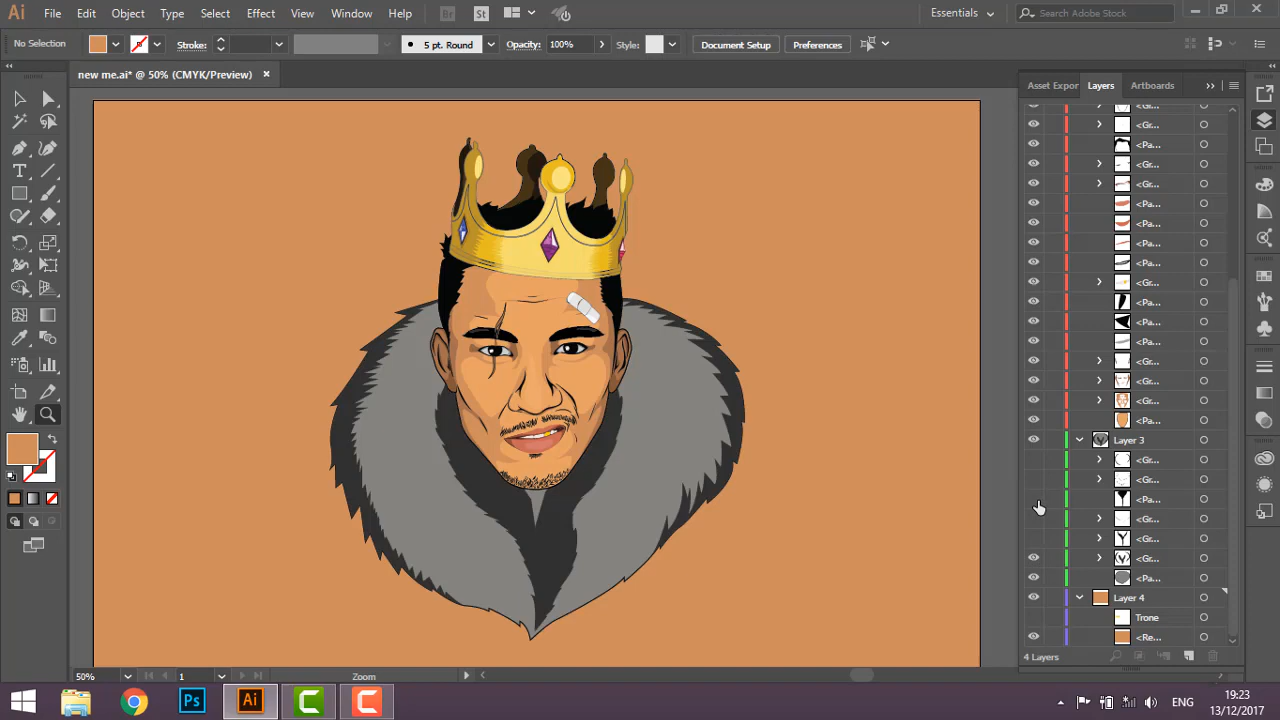 Ai File Edit Object Type Select Effect View Window Help Br St Essentials Search Adobe Stock
No Selection Stroke: 5 pt. Round Opacity: 100% Style: Document Setup Preferences
new me.ai* @ 50% (CMYK/Preview) ×
Asset Expor Layers Artboards
<Gr...
<Gr...
<Pa...
<Gr...
<Gr...
<Pa...
<Pa...
<Pa...
<Pa...
<Gr...
<Pa...
<Pa...
<Pa...
<Gr...
<Gr...
<Gr...
<Pa...
Layer 3
<Gr...
<Gr...
<Pa...
<Gr...
<Gr...
<Gr...
<Pa...
Layer 4
Trone
<Re...
4 Layers
50% 1 Zoom
Ps Ai C C ENG 19:23
13/12/2017